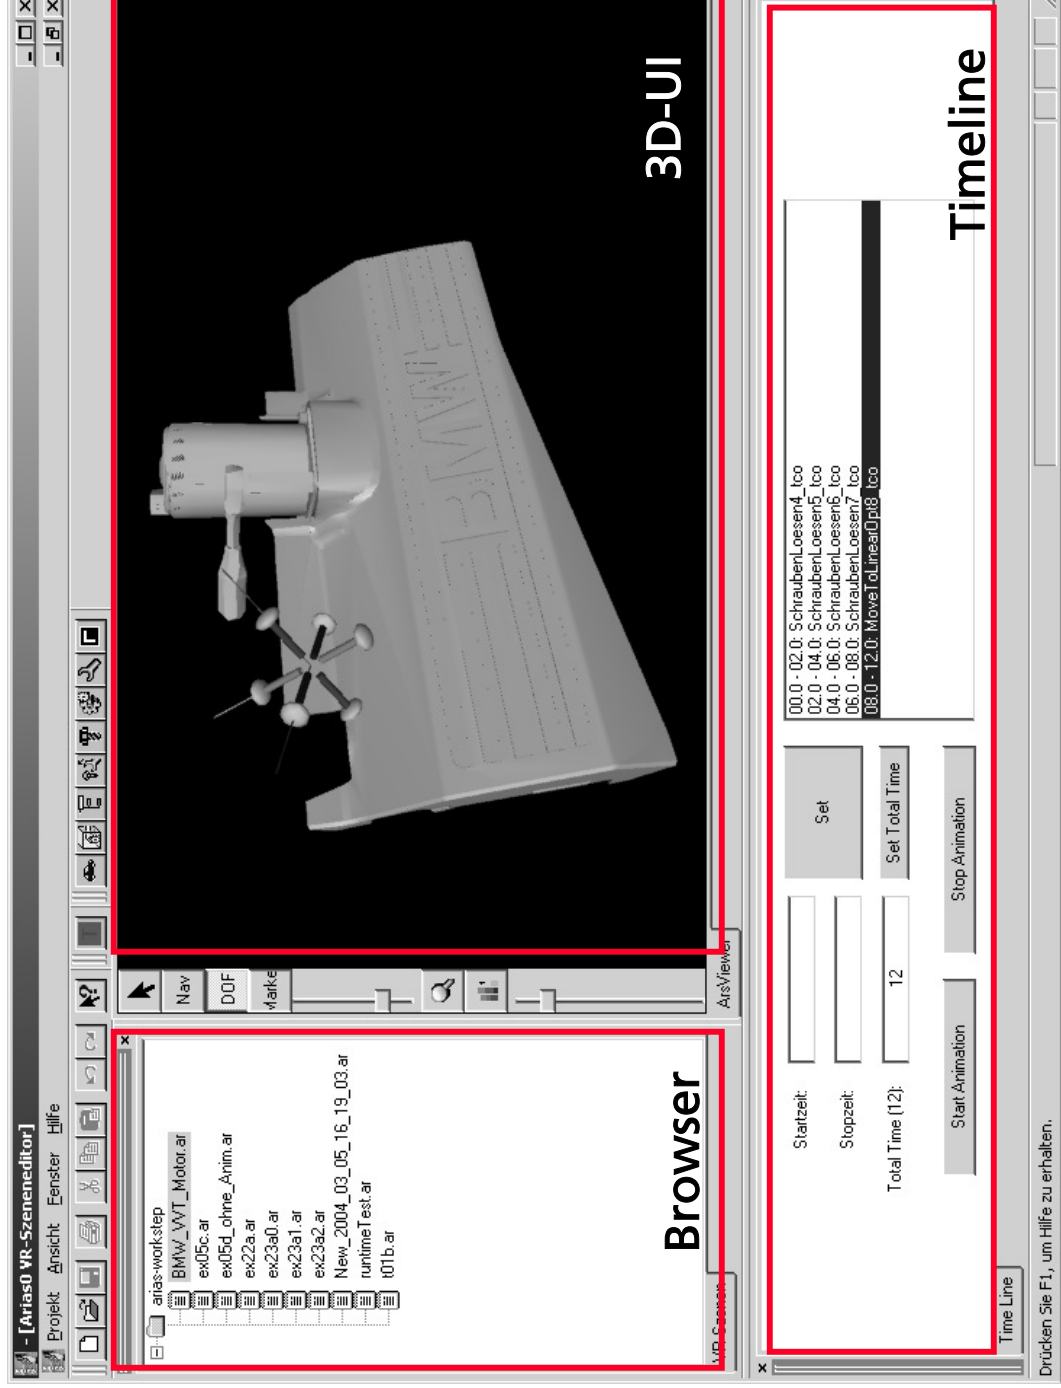 - [Arias0 VR-Szeneneditor]
Projekt Ansicht Fenster Hilfe
arias-workstep
BMW_VVT_Motor.ar
ex05c.ar
ex05d_ohne_Anim.ar
ex22a.ar
ex23a0.ar
ex23a1.ar
ex23a2.ar
New_2004_03_05_16_19_03.ar
runtimeTest.ar
t01b.ar
Browser
VR-Szenen
Nav
DOF
Marke
BMW
3D-UI
ArsViewer
Startzeit:
Set
Stopzeit:
Total Time (12):
12
Set Total Time
Start Animation
Stop Animation
00.0 - 02.0: SchraubenLoesen4_tco
02.0 - 04.0: SchraubenLoesen5_tco
04.0 - 06.0: SchraubenLoesen6_tco
06.0 - 08.0: SchraubenLoesen7_tco
08.0 - 12.0: MoveToLinearOpt8_tco
Timeline
Time Line
Drücken Sie F1, um Hilfe zu erhalten.